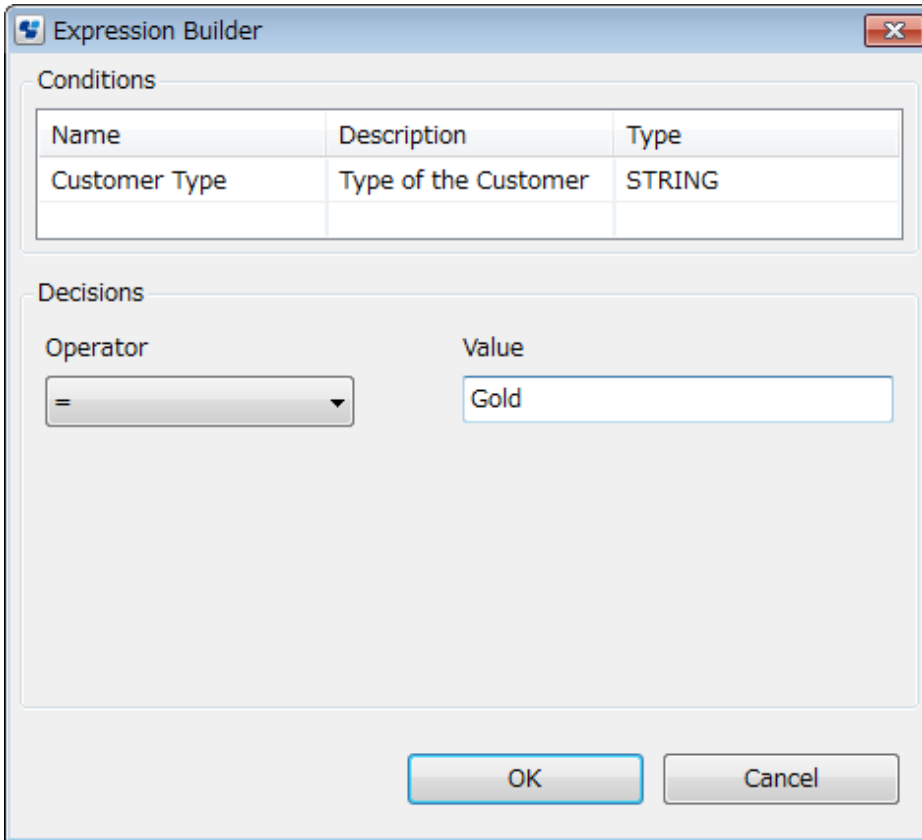 Expression Builder
Conditions
Name Description Type
Customer Type Type of the Customer STRING
Decisions
Operator Value
= Gold
OK Cancel